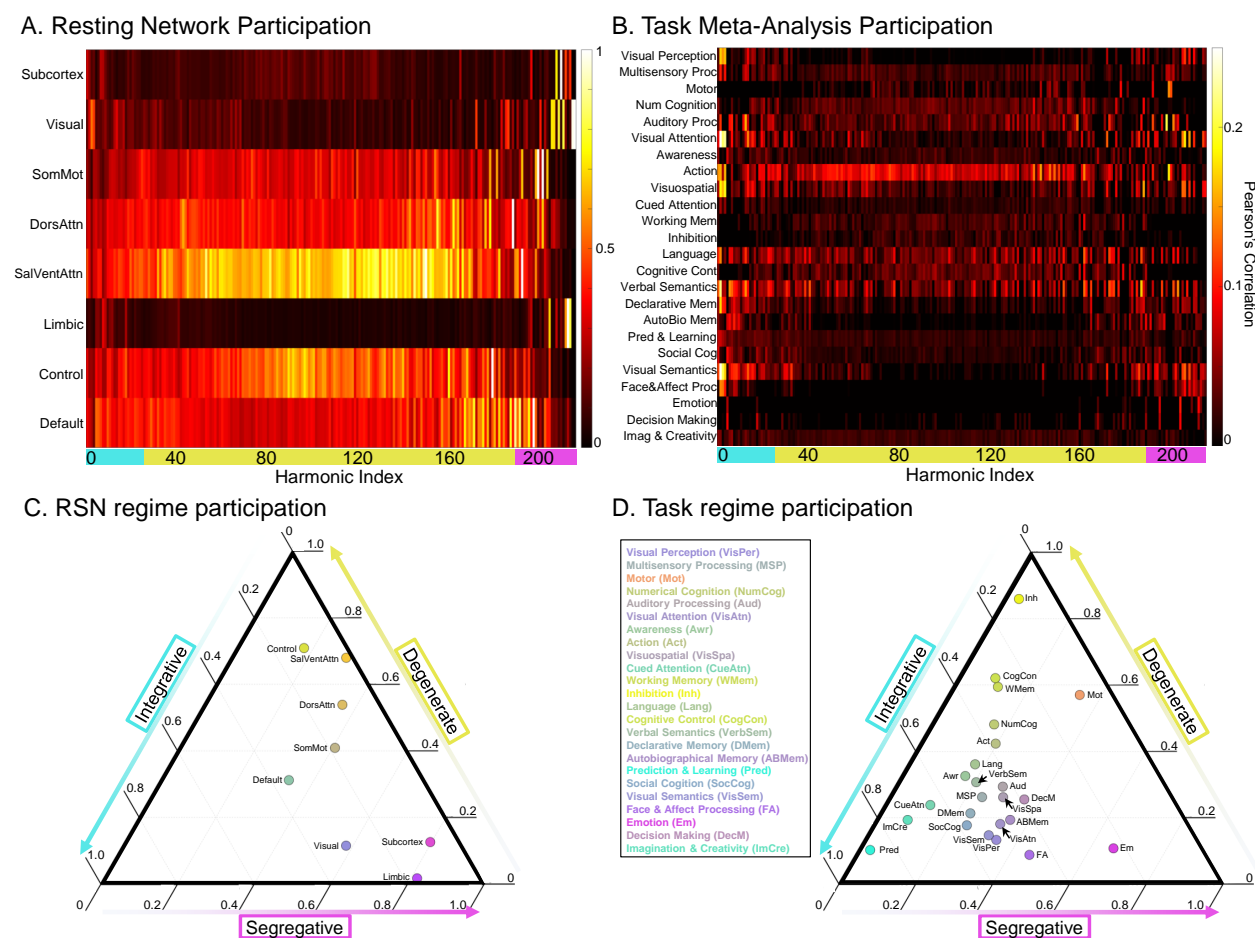 A. Resting Network Participation
Subcortex
Visual
SomMot
DorsAttn
SalVentAttn
Limbic
Control
Default
0 40 80 120 160 200
Harmonic Index
1
0.5
0
B. Task Meta-Analysis Participation
Visual Perception
Multisensory Proc
Motor
Num Cognition
Auditory Proc
Visual Attention
Awareness
Action
Visuospatial
Cued Attention
Working Mem
Inhibition
Language
Cognitive Cont
Verbal Semantics
Declarative Mem
AutoBio Mem
Pred & Learning
Social Cog
Visual Semantics
Face&Affect Proc
Emotion
Decision Making
Imag & Creativity
0 40 80 120 160 200
Harmonic Index
0.2
0.1
0
Pearson's Correlation
C. RSN regime participation
0
0.2
0.4
0.6
0.8
1.0
1.0
0.8
0.6
0.4
0.2
0
0 0.2 0.4 0.6 0.8 1.0
Integrative
Degenerate
Segregative
Control
SalVentAttn
DorsAttn
SomMot
Default
Visual
Subcortex
Limbic
D. Task regime participation
Visual Perception (VisPer)
Multisensory Processing (MSP)
Motor (Mot)
Numerical Cognition (NumCog)
Auditory Processing (Aud)
Visual Attention (VisAtn)
Awareness (Awr)
Action (Act)
Visuospatial (VisSpa)
Cued Attention (CueAtn)
Working Memory (WMem)
Inhibition (Inh)
Language (Lang)
Cognitive Control (CogCon)
Verbal Semantics (VerbSem)
Declarative Memory (DMem)
Autobiographical Memory (ABMem)
Prediction & Learning (Pred)
Social Cogition (SocCog)
Visual Semantics (VisSem)
Face & Affect Processing (FA)
Emotion (Em)
Decision Making (DecM)
Imagination & Creativity (ImCre)
0
0.2
0.4
0.6
0.8
1.0
1.0
0.8
0.6
0.4
0.2
0
0 0.2 0.4 0.6 0.8 1.0
Integrative
Degenerate
Segregative
Inh
CogCon
WMem
Mot
NumCog
Act
Lang
Awr
VerbSem
Aud
MSP
DecM
VisSpa
CueAtn
DMem
ImCre
SocCog
ABMem
VisSem
VisAtn
VisPer
Pred
FA
Em